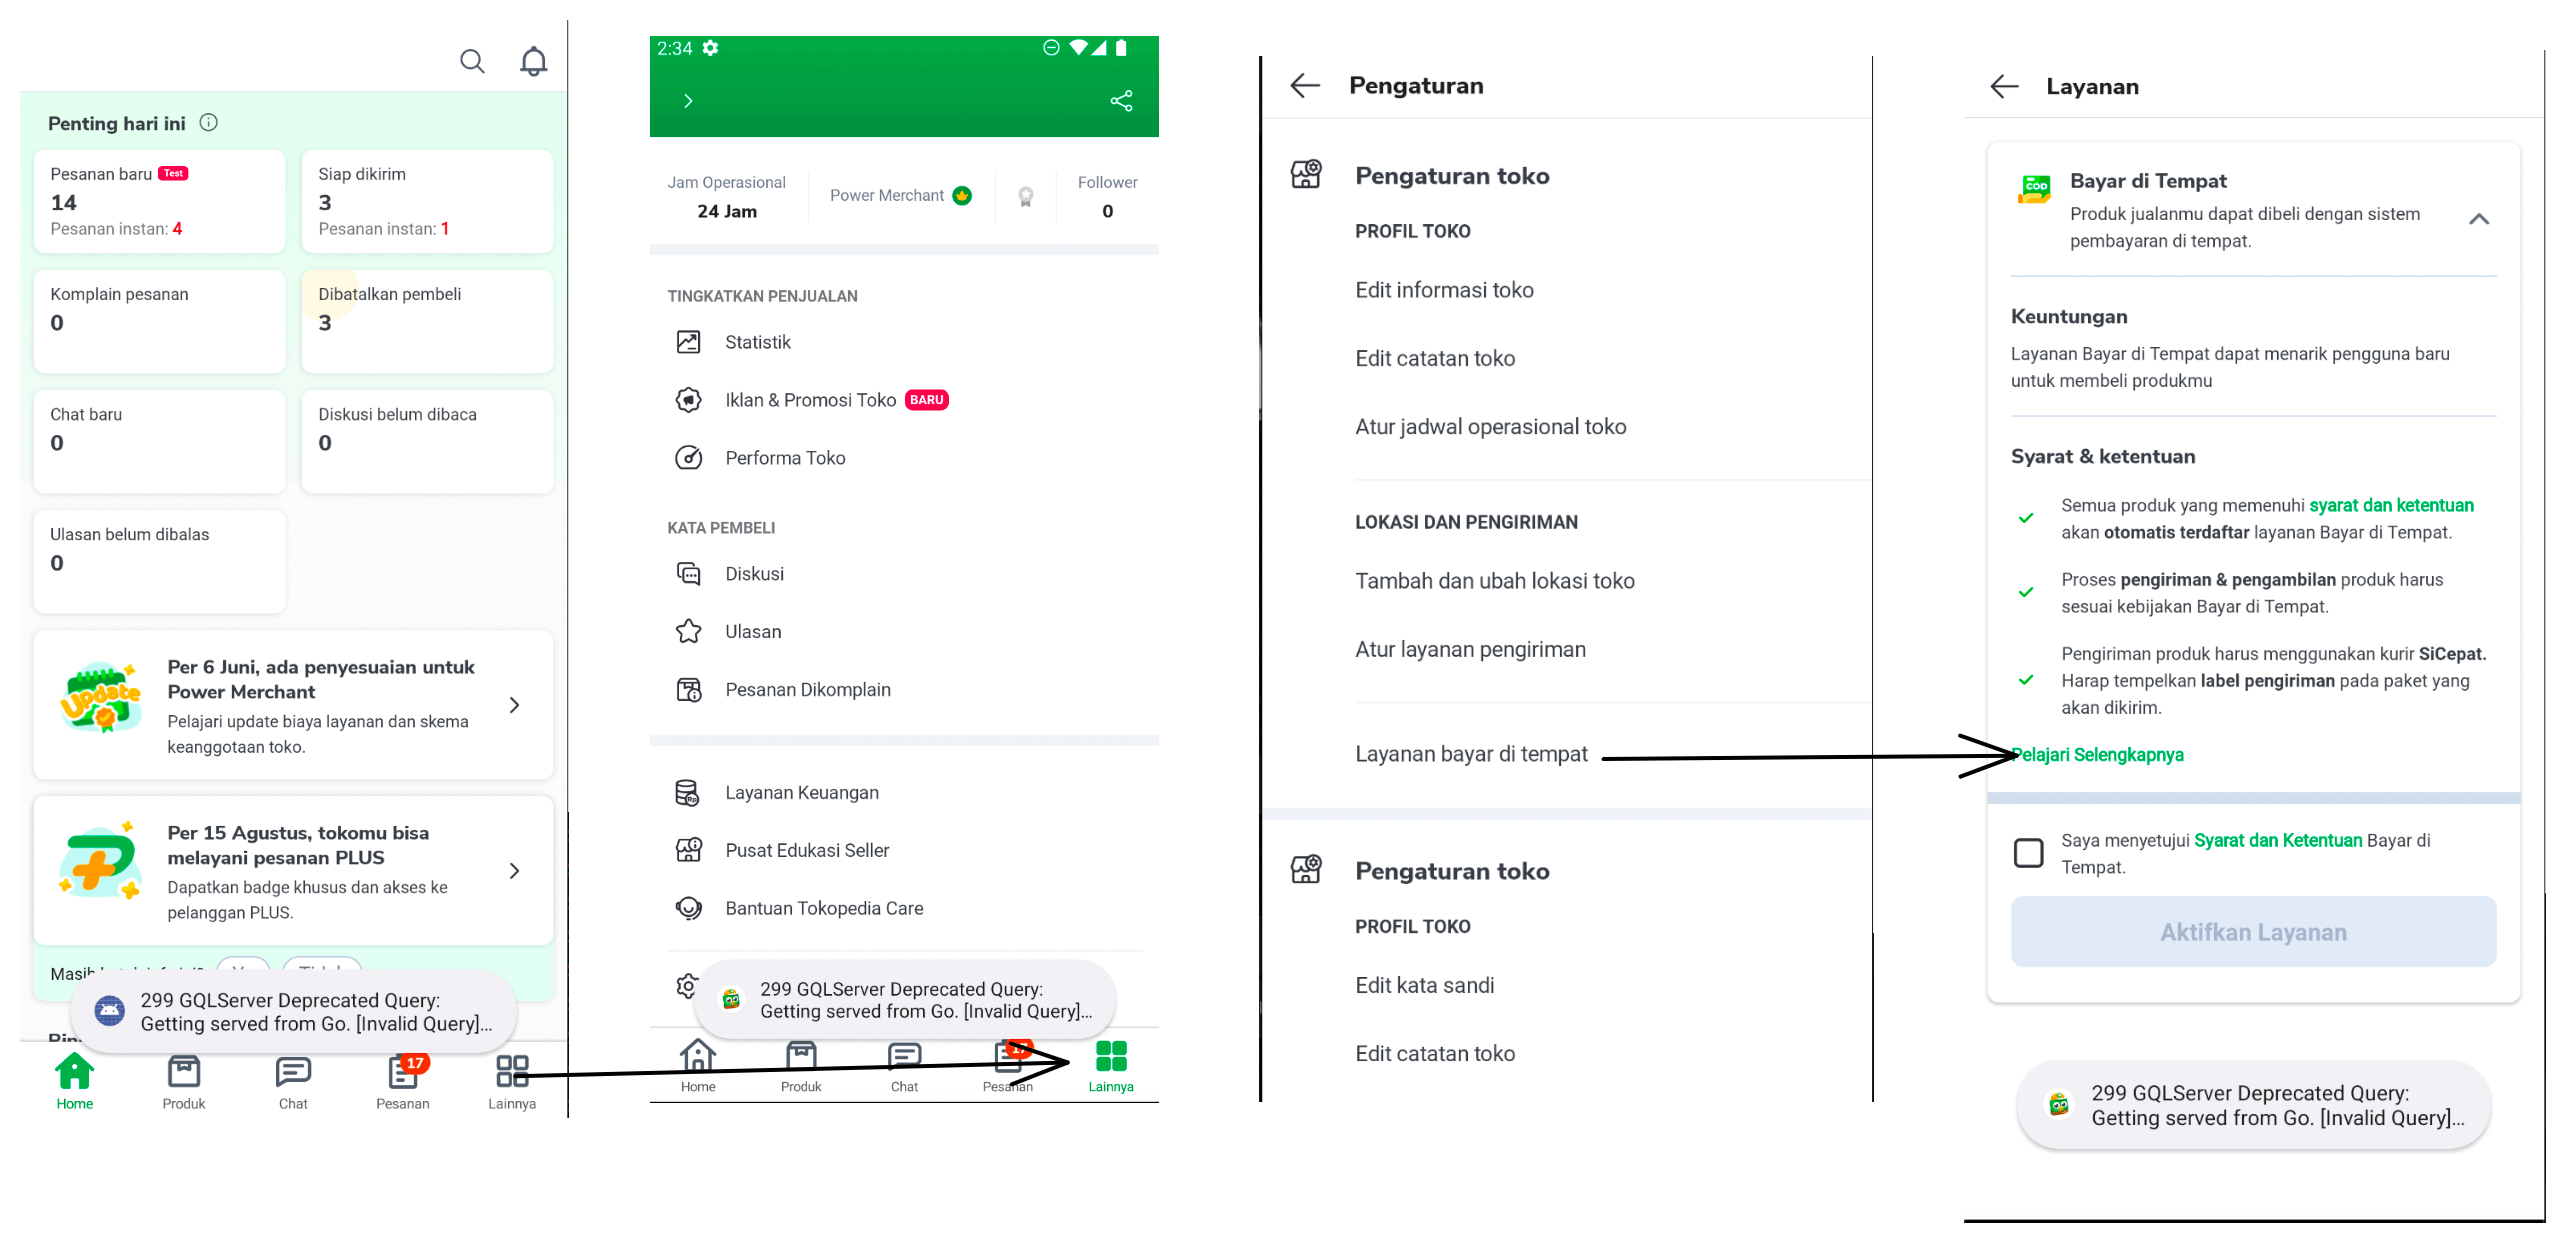 Penting hari ini
Pesanan baru Test
14
Pesanan instan: 4
Siap dikirim
3
Pesanan instan: 1
Komplain pesanan
0
Dibatalkan pembeli
3
Chat baru
0
Diskusi belum dibaca
0
Ulasan belum dibalas
0
Per 6 Juni, ada penyesuaian untuk
Power Merchant
Pelajari update biaya layanan dan skema
keanggotaan toko.
Update
Per 15 Agustus, tokomu bisa
melayani pesanan PLUS
Dapatkan badge khusus dan akses ke
pelanggan PLUS.
299 GQLServer Deprecated Query:
Getting served from Go. [Invalid Query]...
Home
Produk
Chat
17
Pesanan
Lainnya
2:34
Jam Operasional
24 Jam
Power Merchant
Follower
0
TINGKATKAN PENJUALAN
Statistik
Iklan & Promosi Toko BARU
Performa Toko
KATA PEMBELI
Diskusi
Ulasan
Pesanan Dikomplain
Layanan Keuangan
Pusat Edukasi Seller
Bantuan Tokopedia Care
299 GQLServer Deprecated Query:
Getting served from Go. [Invalid Query]...
Home
Produk
Chat
17
Pesanan
Lainnya
Pengaturan
Pengaturan toko
PROFIL TOKO
Edit informasi toko
Edit catatan toko
Atur jadwal operasional toko
LOKASI DAN PENGIRIMAN
Tambah dan ubah lokasi toko
Atur layanan pengiriman
Layanan bayar di tempat
Pengaturan toko
PROFIL TOKO
Edit kata sandi
Edit catatan toko
Layanan
COD
Bayar di Tempat
Produk jualanmu dapat dibeli dengan sistem
pembayaran di tempat.
Keuntungan
Layanan Bayar di Tempat dapat menarik pengguna baru
untuk membeli produkmu
Syarat & ketentuan
Semua produk yang memenuhi syarat dan ketentuan
akan otomatis terdaftar layanan Bayar di Tempat.
Proses pengiriman & pengambilan produk harus
sesuai kebijakan Bayar di Tempat.
Pengiriman produk harus menggunakan kurir SiCepat.
Harap tempelkan label pengiriman pada paket yang
akan dikirim.
Pelajari Selengkapnya
Saya menyetujui Syarat dan Ketentuan Bayar di
Tempat.
Aktifkan Layanan
299 GQLServer Deprecated Query:
Getting served from Go. [Invalid Query]...